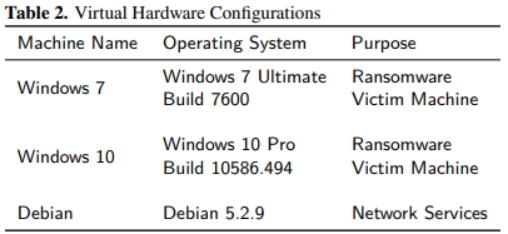 Table 2. Virtual Hardware Configurations
Machine Name Operating System Purpose
Windows 7 Windows 7 Ultimate Build 7600 Ransomware Victim Machine
Windows 10 Windows 10 Pro Build 10586.494 Ransomware Victim Machine
Debian Debian 5.2.9 Network Services